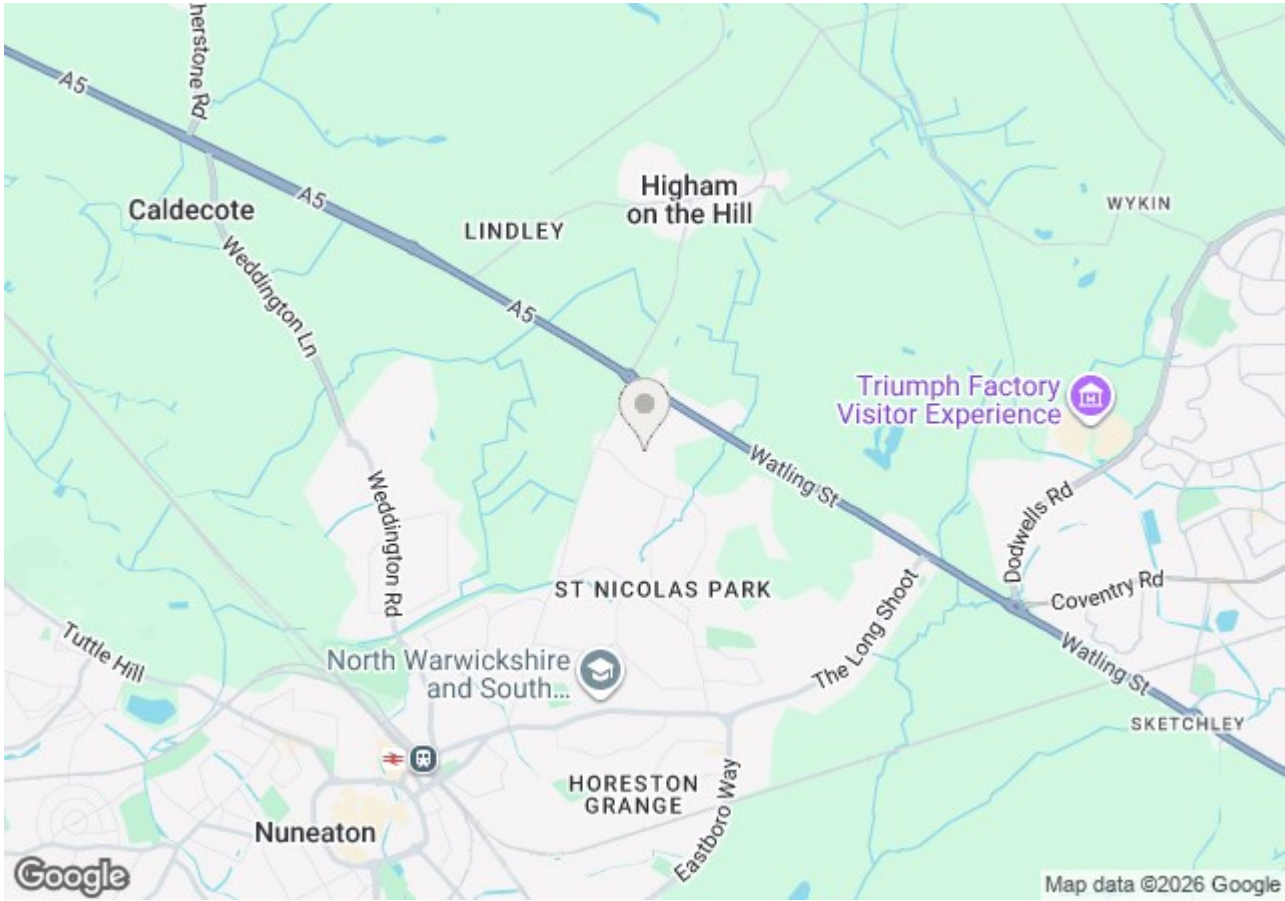 herstone Rd
A5
A5
Caldecote
Higham
on the Hill
WYKIN
LINDLEY
Weddington Ln
A5
Triumph Factory
Visitor Experience
Watling St
Weddington Rd
Dodwells Rd
ST NICOLAS PARK
Coventry Rd
The Long Shoot
Tuttle Hill
North Warwickshire
and South...
Watling St
SKETCHLEY
HORESTON
GRANGE
Eastboro Way
Nuneaton
Google
Map data ©2026 Google